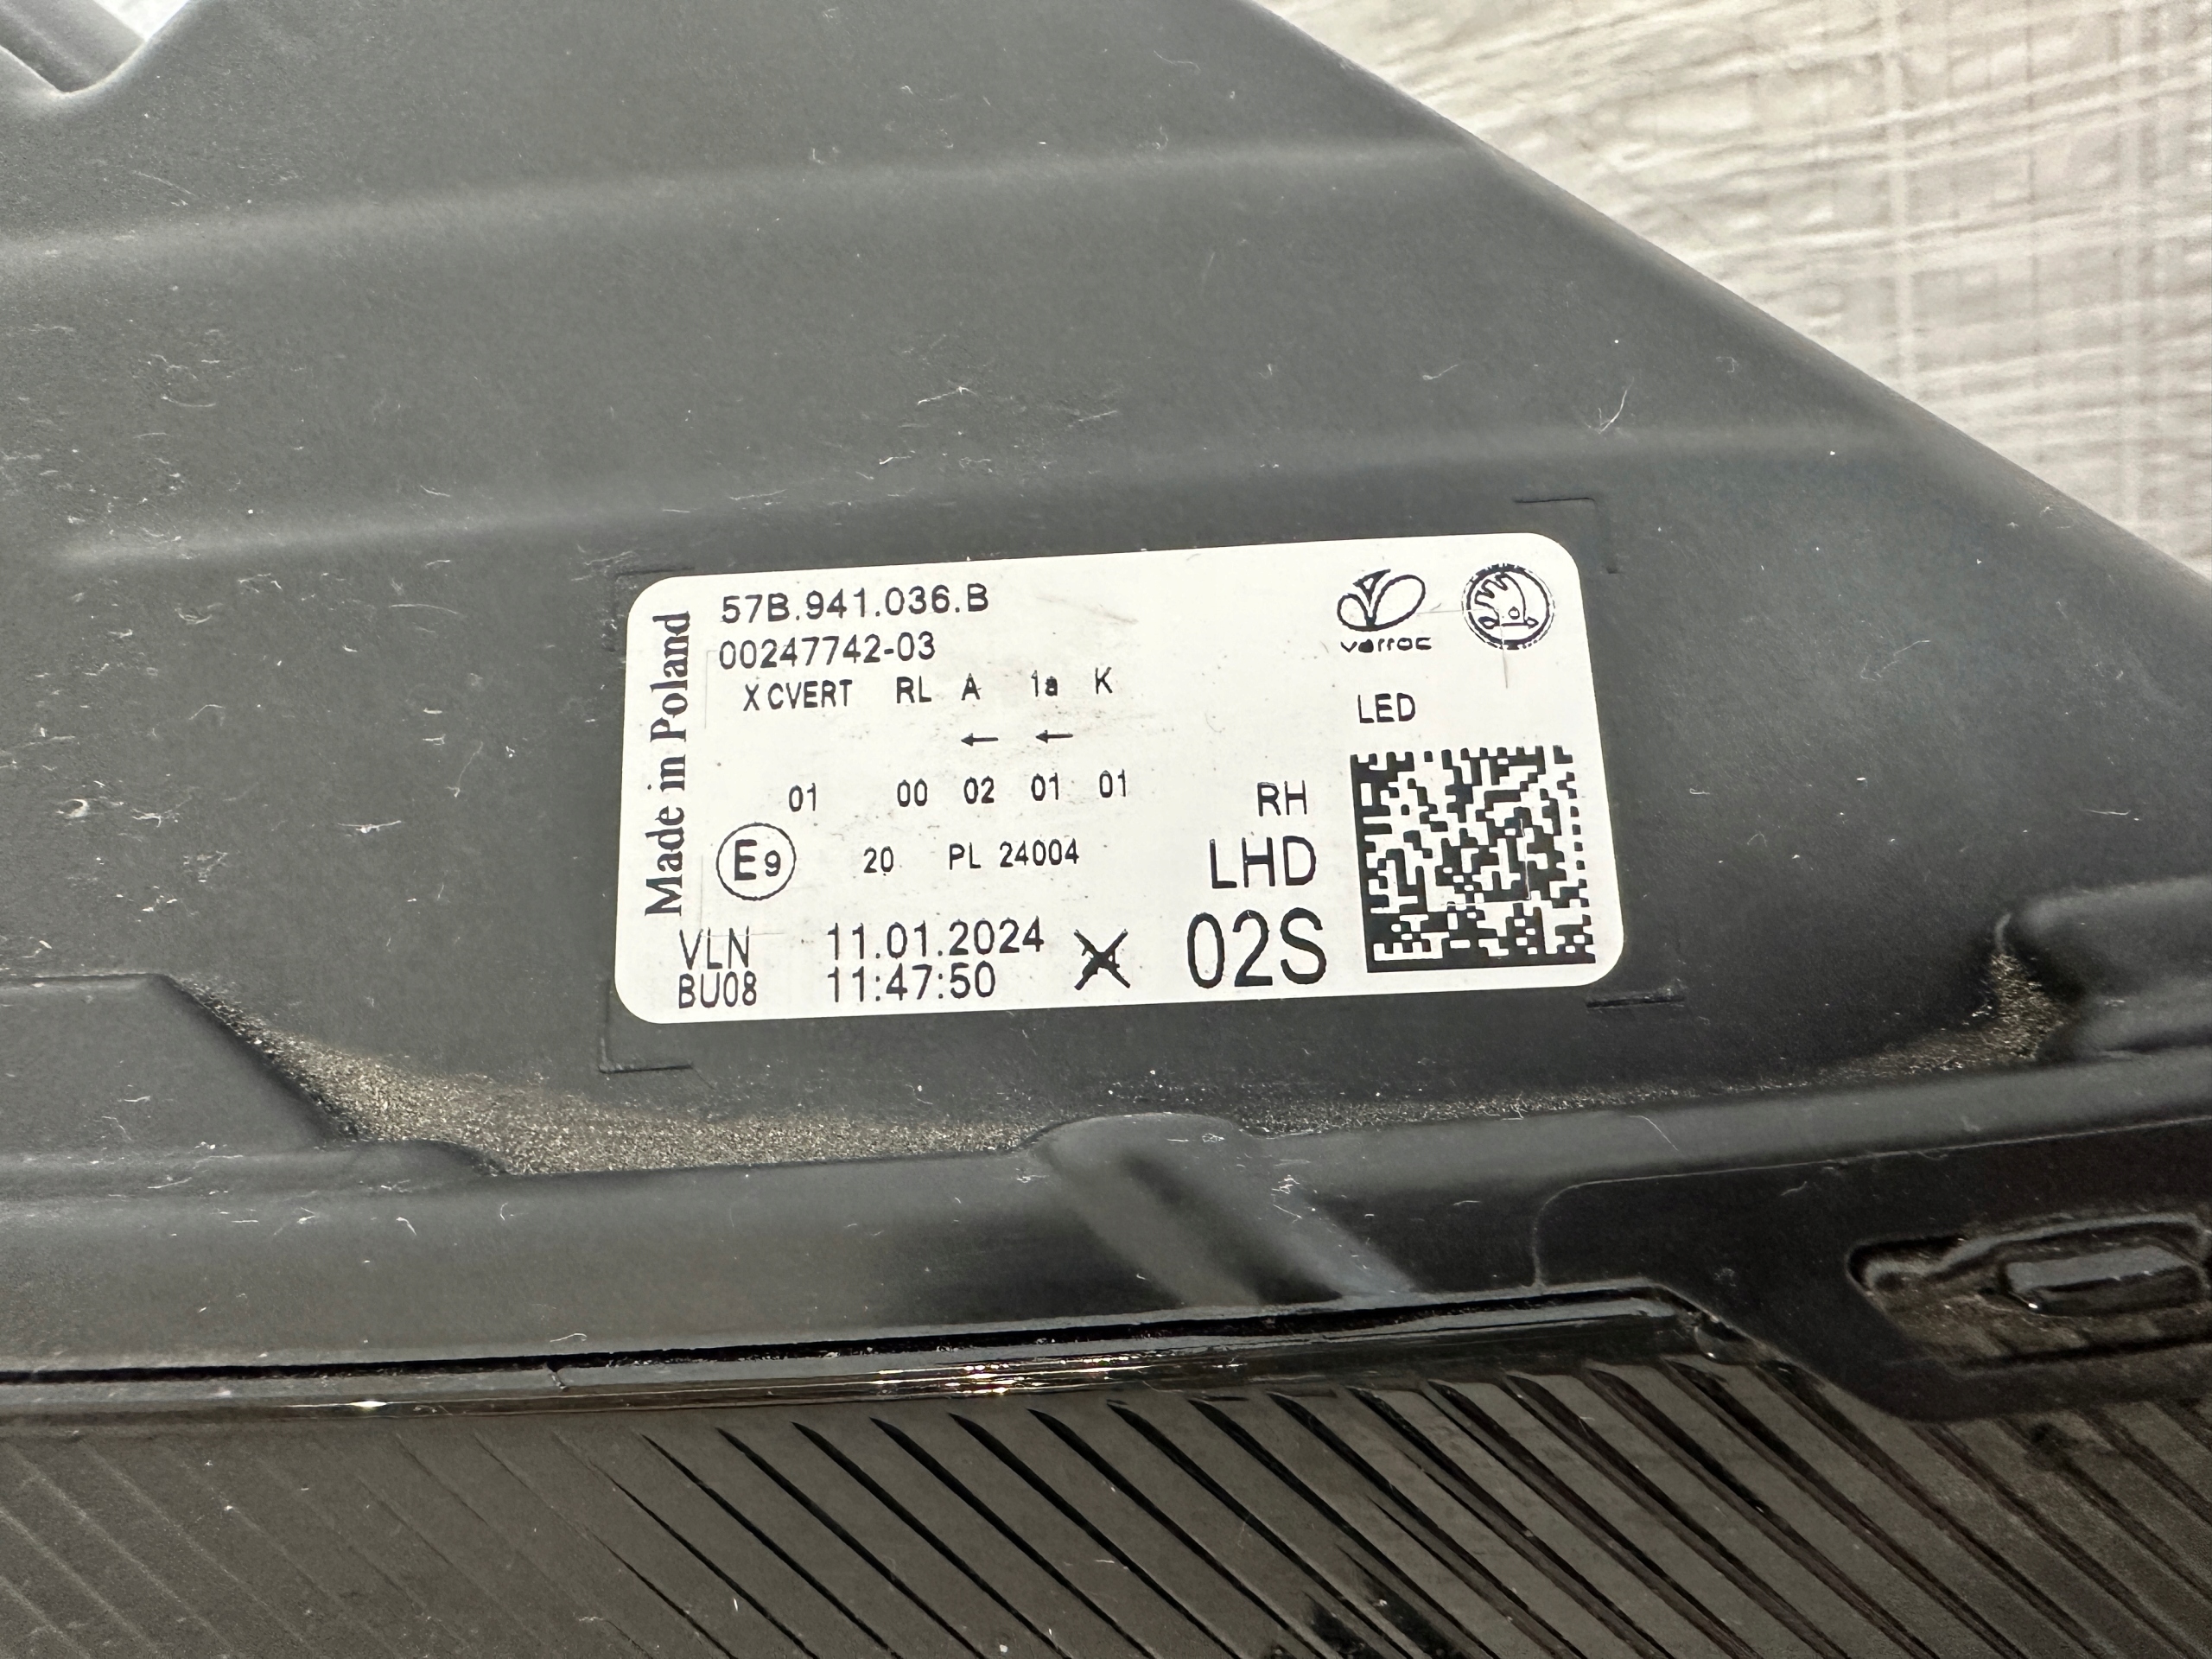 Made in Poland
57B.941.036.B
00247742-03
X CVERT RL A 1a K
← ←
01 00 02 01 01
E9 20 PL 24004
VLN 11.01.2024
BU08 11:47:50
varroc
LED
RH
LHD
02S